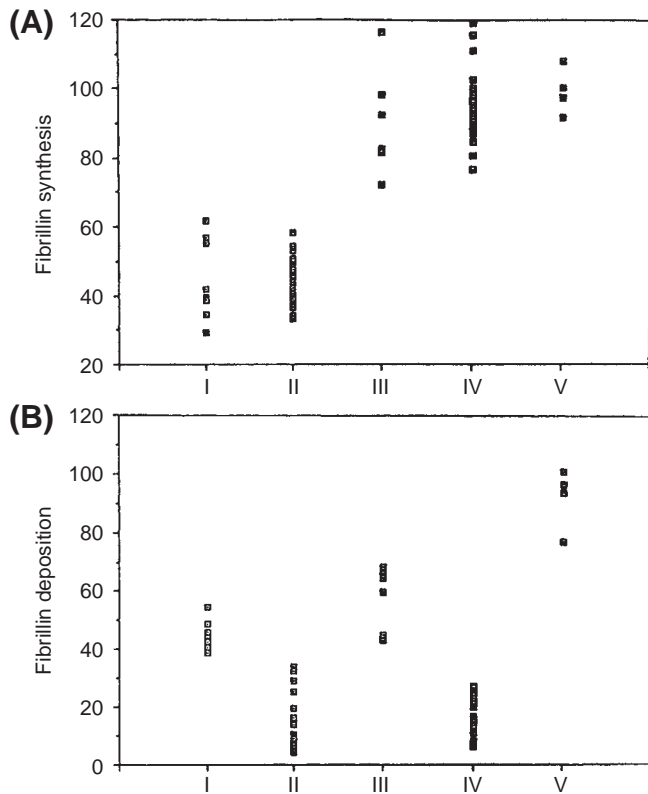 (A)
120
100
80
60
40
20
Fibrillin synthesis
I II III IV V
(B)
120
100
80
60
40
20
0
Fibrillin deposition
I II III IV V